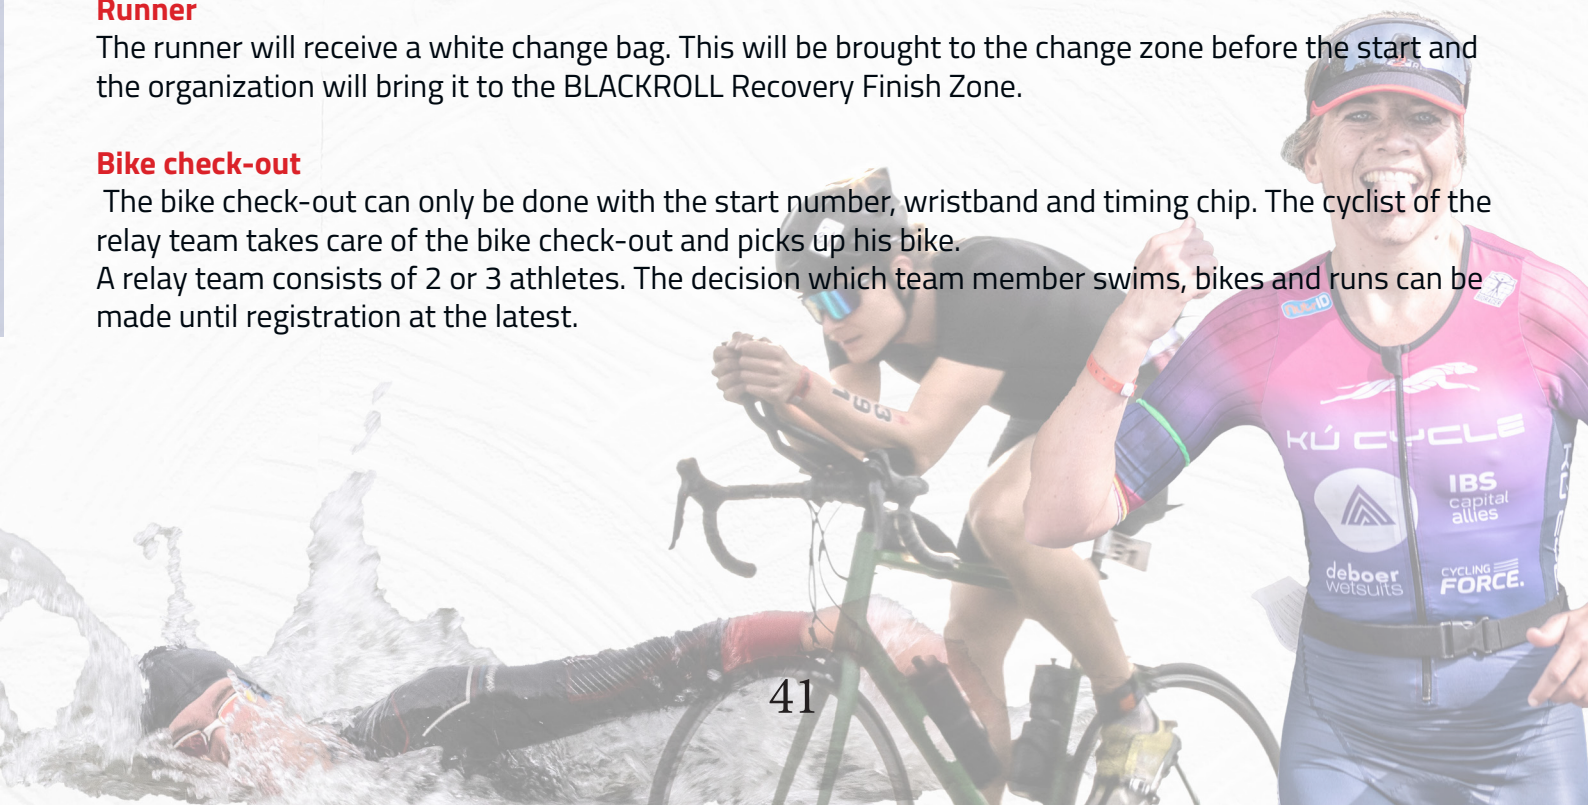 Runner
The runner will receive a white change bag. This will be brought to the change zone before the start and
the organization will bring it to the BLACKROLL Recovery Finish Zone.
Bike check-out
The bike check-out can only be done with the start number, wristband and timing chip. The cyclist of the
relay team takes care of the bike check-out and picks up his bike.
A relay team consists of 2 or 3 athletes. The decision which team member swims, bikes and runs can be
made until registration at the latest.
193
KÚ CYCLE
IBS
capital
allies
deboer
wetsuits
CYCLING
FORCE.
41